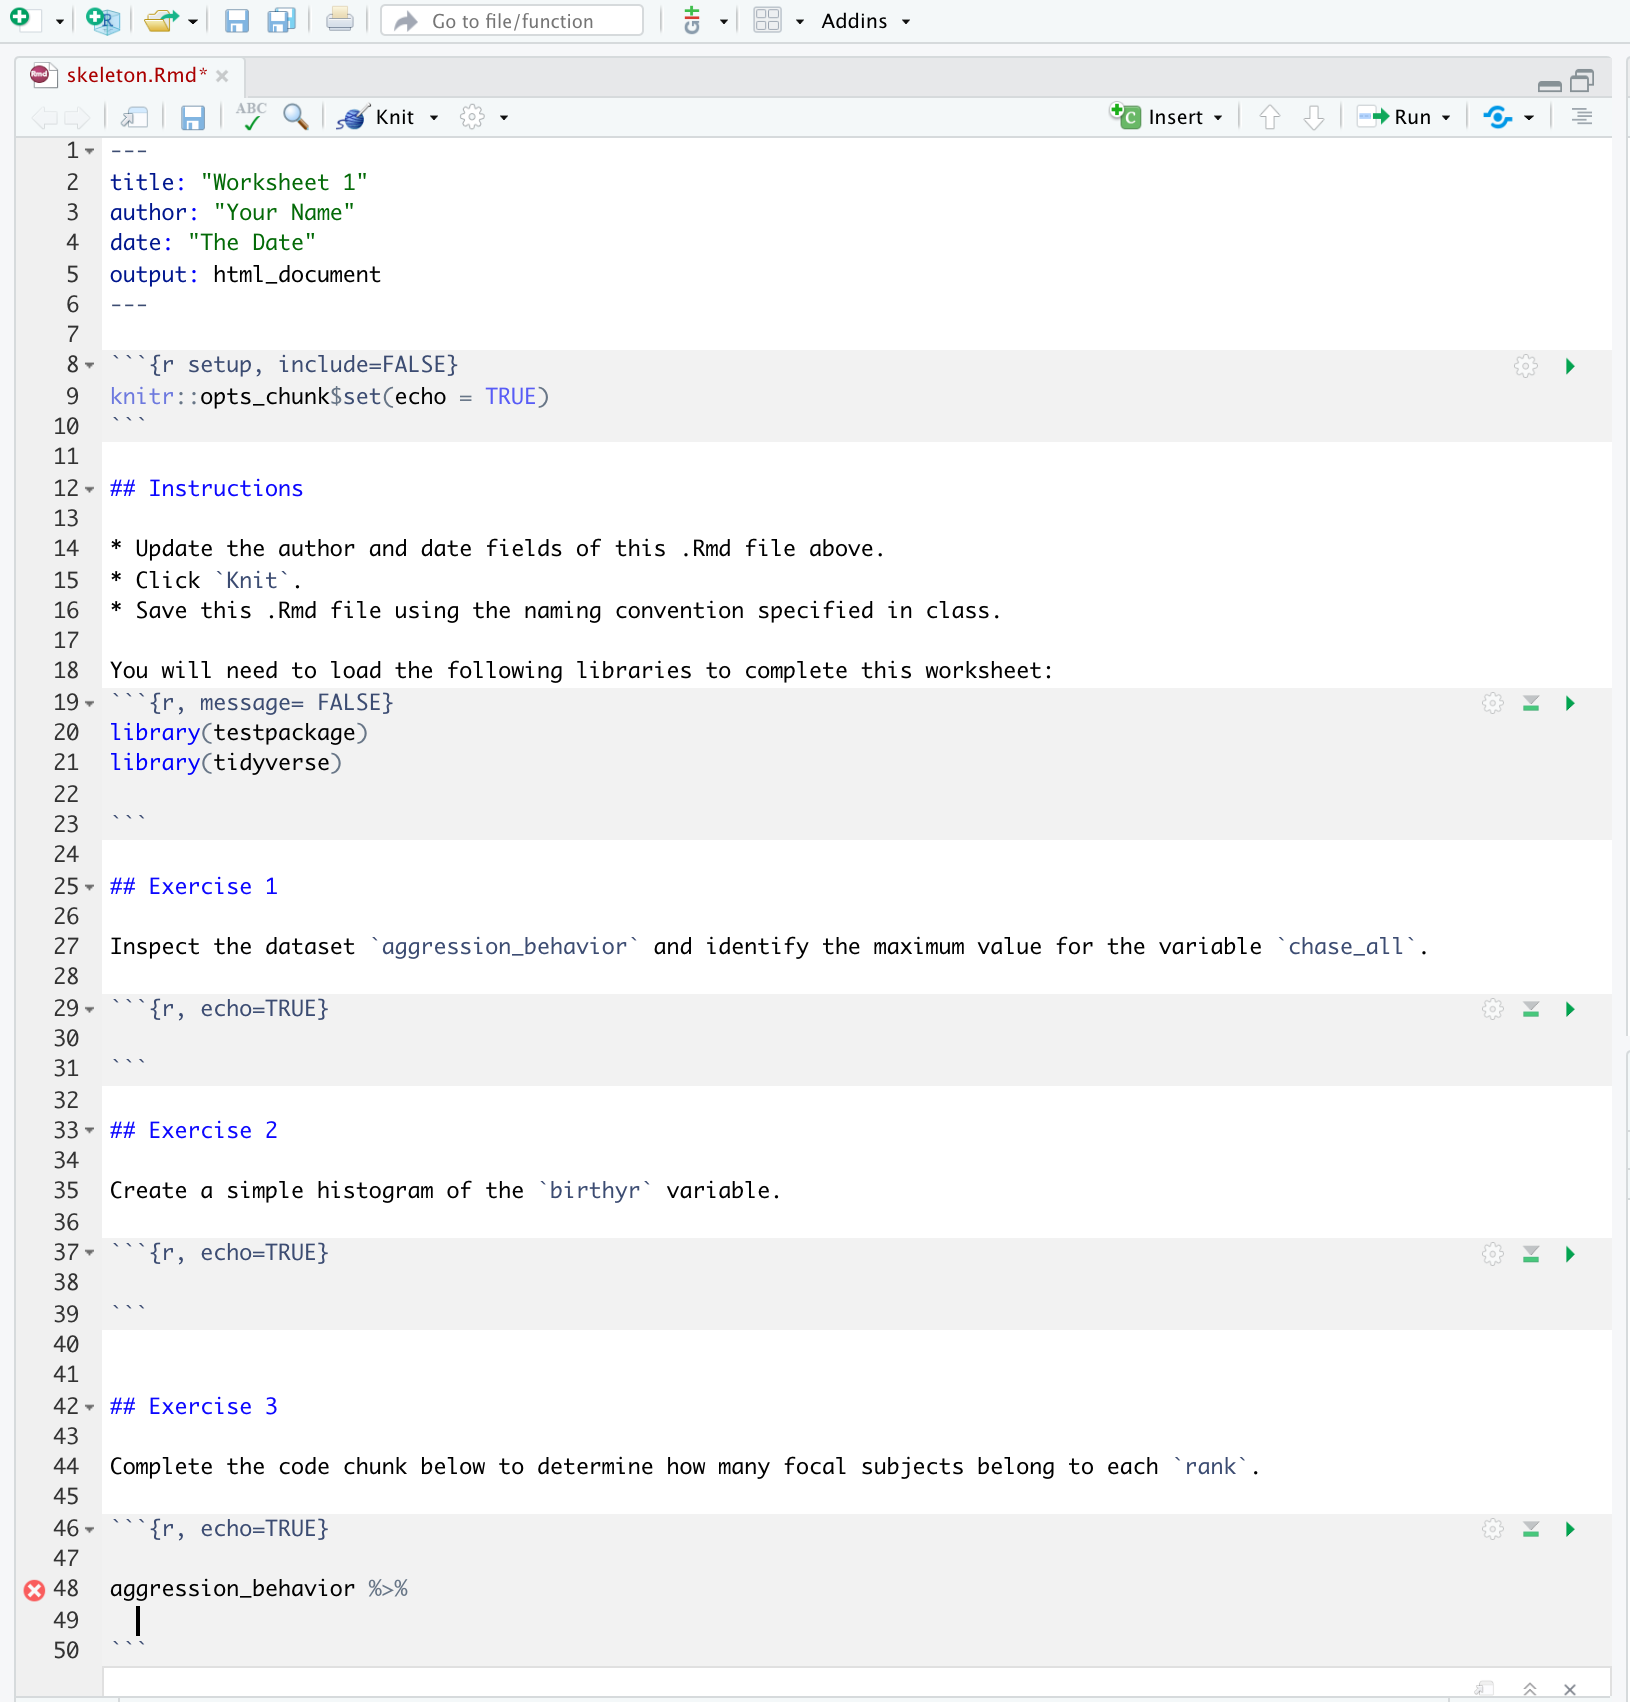 Go to file/function Addins
skeleton.Rmd*
ABC Knit Insert Run
1 ---
2 title: "Worksheet 1"
3 author: "Your Name"
4 date: "The Date"
5 output: html_document
6 ---
7
8 ```{r setup, include=FALSE}
9 knitr::opts_chunk$set(echo = TRUE)
10 ```
11
12 ## Instructions
13
14 * Update the author and date fields of this .Rmd file above.
15 * Click `Knit`.
16 * Save this .Rmd file using the naming convention specified in class.
17
18 You will need to load the following libraries to complete this worksheet:
19 ```{r, message= FALSE}
20 library(testpackage)
21 library(tidyverse)
22
23 ```
24
25 ## Exercise 1
26
27 Inspect the dataset `aggression_behavior` and identify the maximum value for the variable `chase_all`.
28
29 ```{r, echo=TRUE}
30
31 ```
32
33 ## Exercise 2
34
35 Create a simple histogram of the `birthyr` variable.
36
37 ```{r, echo=TRUE}
38
39 ```
40
41
42 ## Exercise 3
43
44 Complete the code chunk below to determine how many focal subjects belong to each `rank`.
45
46 ```{r, echo=TRUE}
47
48 aggression_behavior %>%
49
50 ```